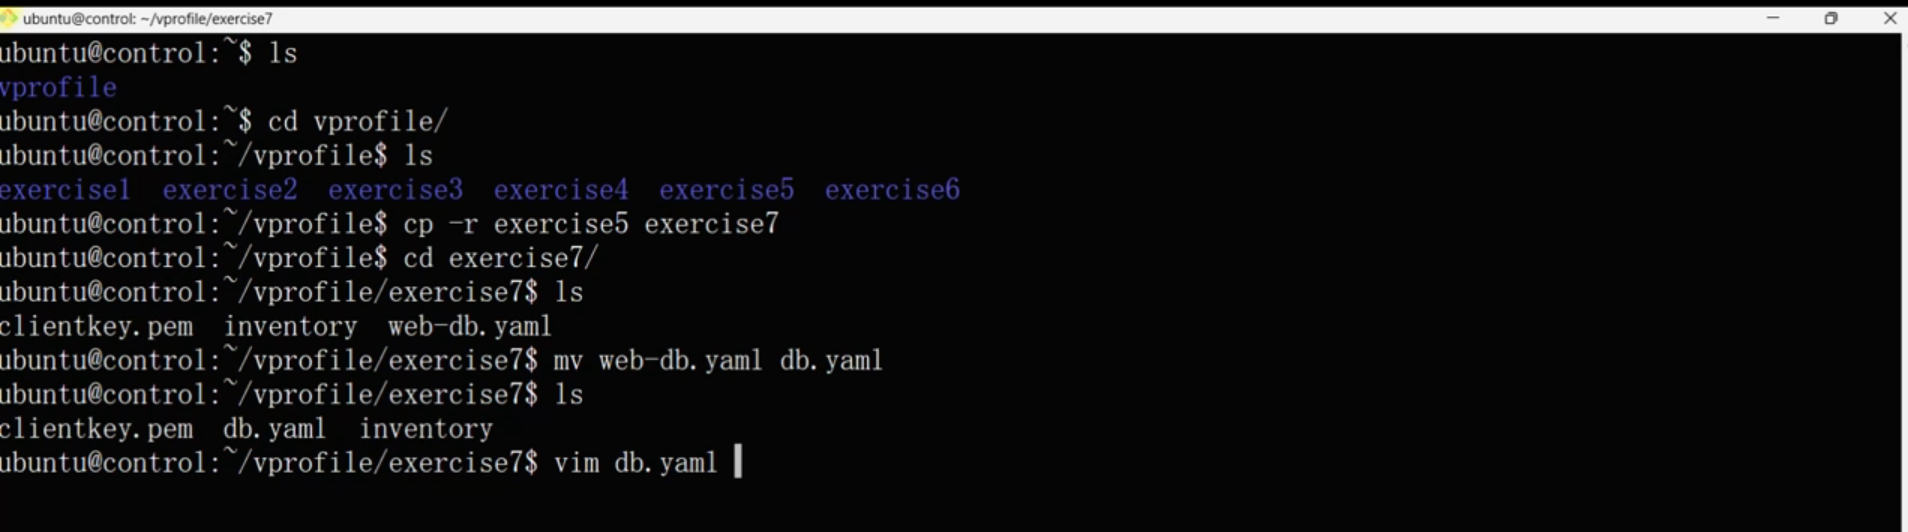 ubuntu@control: ~/vprofile/exercise7
ubuntu@control:~$ ls
vprofile
ubuntu@control:~$ cd vprofile/
ubuntu@control:~/vprofile$ ls
exercise1  exercise2  exercise3  exercise4  exercise5  exercise6
ubuntu@control:~/vprofile$ cp -r exercise5 exercise7
ubuntu@control:~/vprofile$ cd exercise7/
ubuntu@control:~/vprofile/exercise7$ ls
clientkey.pem  inventory  web-db.yaml
ubuntu@control:~/vprofile/exercise7$ mv web-db.yaml db.yaml
ubuntu@control:~/vprofile/exercise7$ ls
clientkey.pem  db.yaml  inventory
ubuntu@control:~/vprofile/exercise7$ vim db.yaml